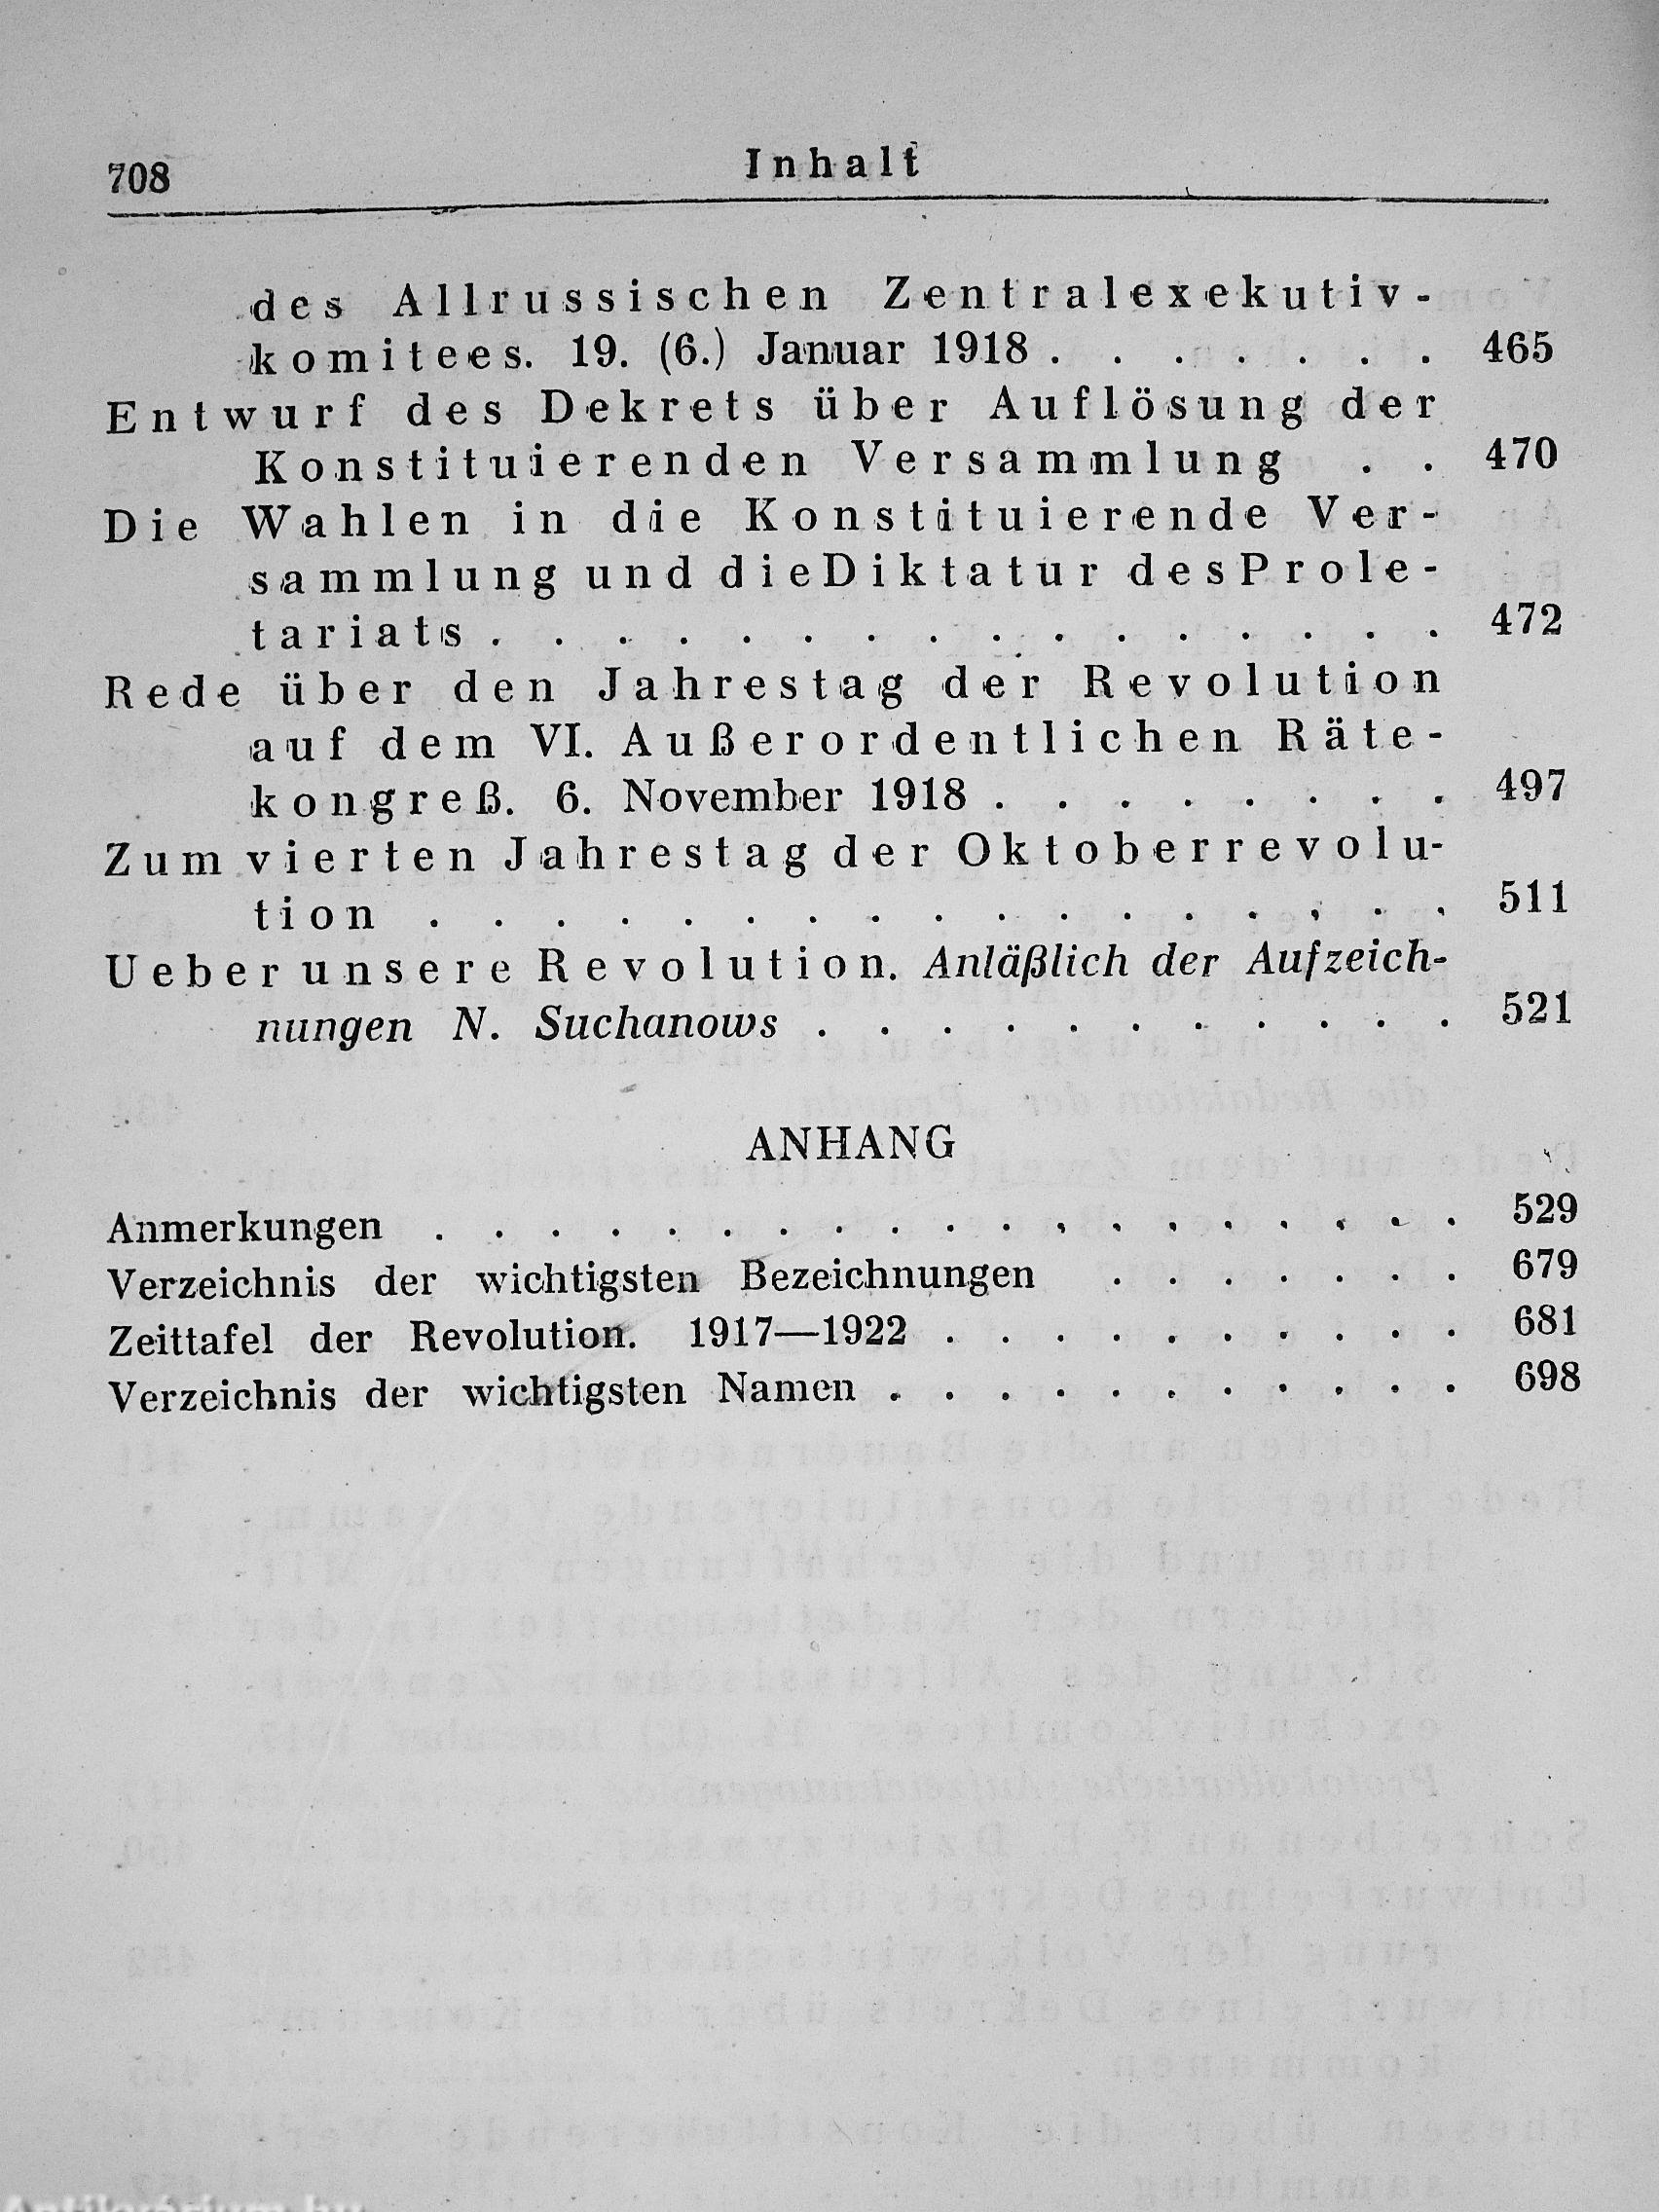 708 Inhalt
des Allrussischen Zentralexekutiv-
komitees. 19. (6.) Januar 1918 . . . . . . . 465
Entwurf des Dekrets über Auflösung der
Konstituierenden Versammlung . . 470
Die Wahlen in die Konstituierende Ver-
sammlung und die Diktatur des Prole-
tariats . . . . . . . . . . . . . . . . 472
Rede über den Jahrestag der Revolution
auf dem VI. Außerordentlichen Räte-
kongreß. 6. November 1918 . . . . . . . . 497
Zum vierten Jahrestag der Oktoberrevolu-
tion . . . . . . . . . . . . . . . . . 511
Ueber unsere Revolution. Anläßlich der Aufzeich-
nungen N. Suchanows . . . . . . . . . . . 521
ANHANG
Anmerkungen . . . . . . . . . . . . . . . . . . . 529
Verzeichnis der wichtigsten Bezeichnungen . . . . . . . 679
Zeittafel der Revolution. 1917—1922 . . . . . . . . . . 681
Verzeichnis der wichtigsten Namen . . . . . . . . . . . 698